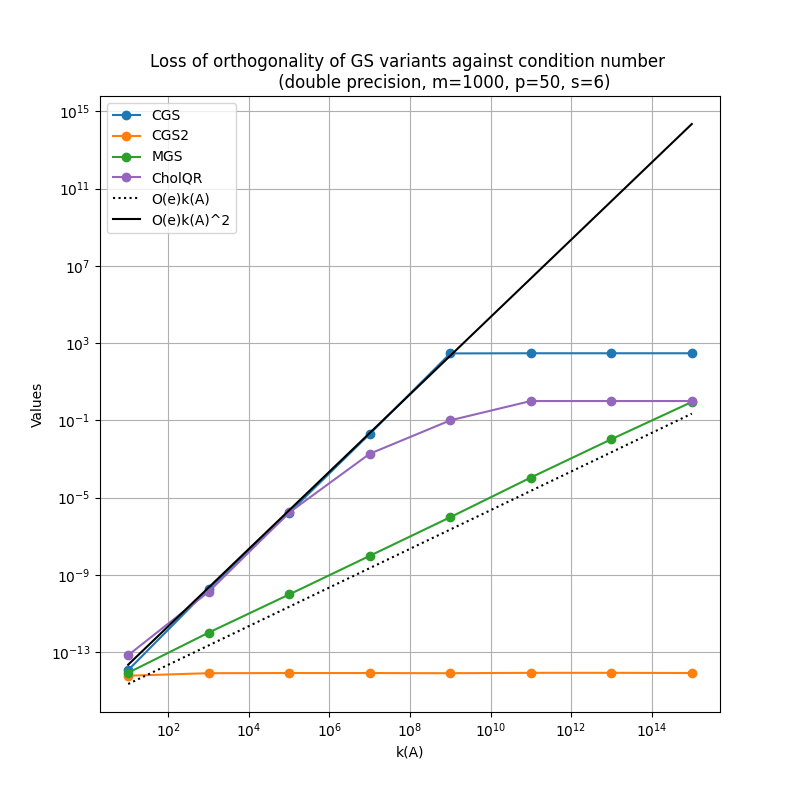 Loss of orthogonality of GS variants against condition number
(double precision, m=1000, p=50, s=6)
CGS
CGS2
MGS
CholQR
O(e)k(A)
O(e)k(A)^2
10^15
10^11
10^7
10^3
10^-1
10^-5
10^-9
10^-13
Values
10^2 10^4 10^6 10^8 10^10 10^12 10^14
k(A)